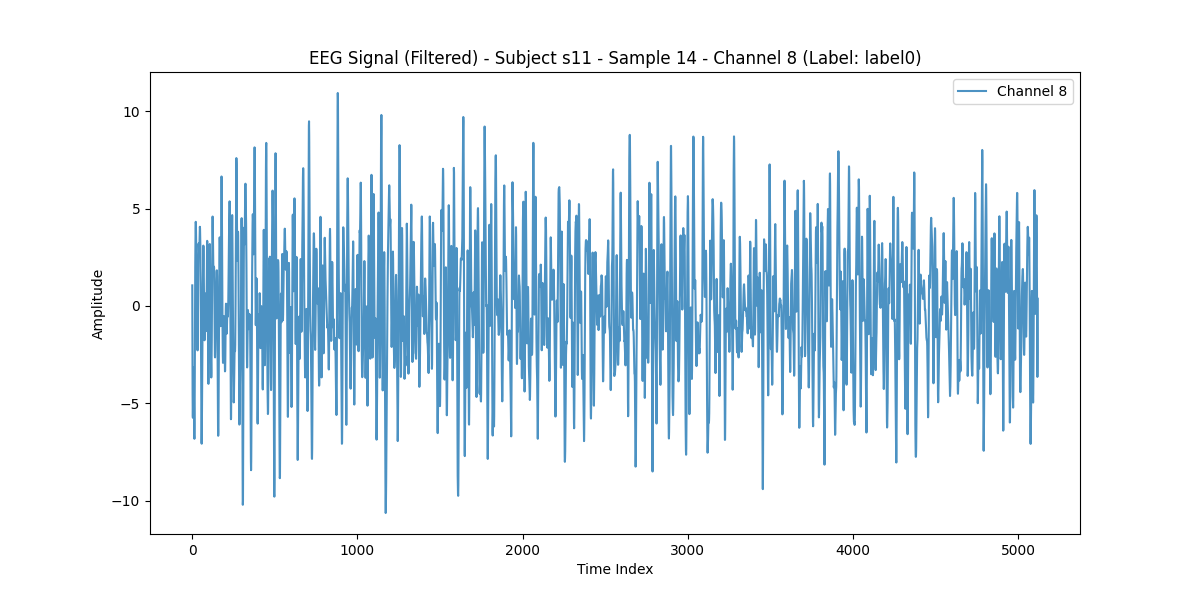 EEG Signal (Filtered) - Subject s11 - Sample 14 - Channel 8 (Label: label0)
Channel 8
10
5
0
−5
−10
Amplitude
0 1000 2000 3000 4000 5000
Time Index